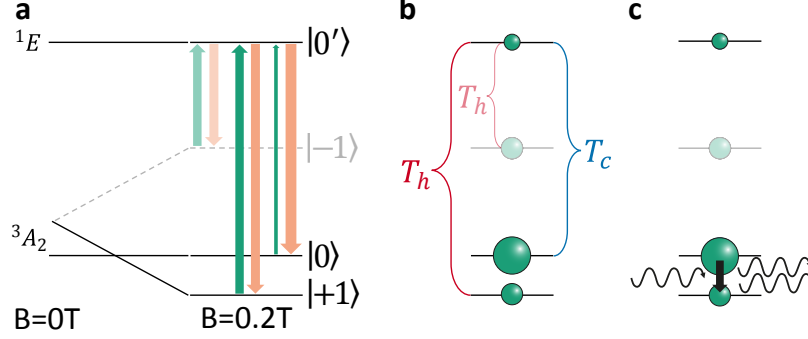 a
¹E
|0′⟩
|−1⟩
³A₂
|0⟩
|+1⟩
B=0T
B=0.2T
b
T_h
T_h
T_c
c